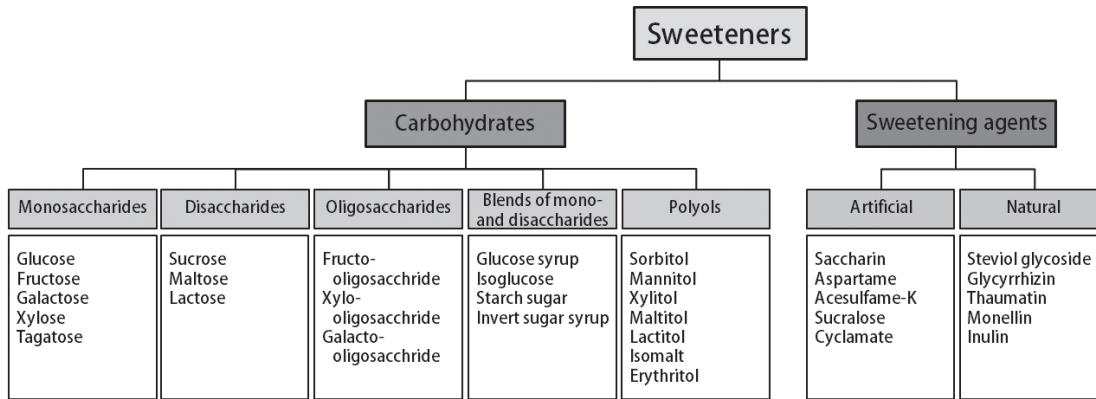 Sweeteners
Carbohydrates
Sweetening agents
Monosaccharides
Disaccharides
Oligosaccharides
Blends of mono-
and disaccharides
Polyols
Artificial
Natural
Glucose
Fructose
Galactose
Xylose
Tagatose
Sucrose
Maltose
Lactose
Fructo-
oligosacchride
Xylo-
oligosacchride
Galacto-
oligosacchride
Glucose syrup
Isoglucose
Starch sugar
Invert sugar syrup
Sorbitol
Mannitol
Xylitol
Maltitol
Lactitol
Isomalt
Erythritol
Saccharin
Aspartame
Acesulfame-K
Sucralose
Cyclamate
Steviol glycoside
Glycyrrhizin
Thaumatin
Monellin
Inulin